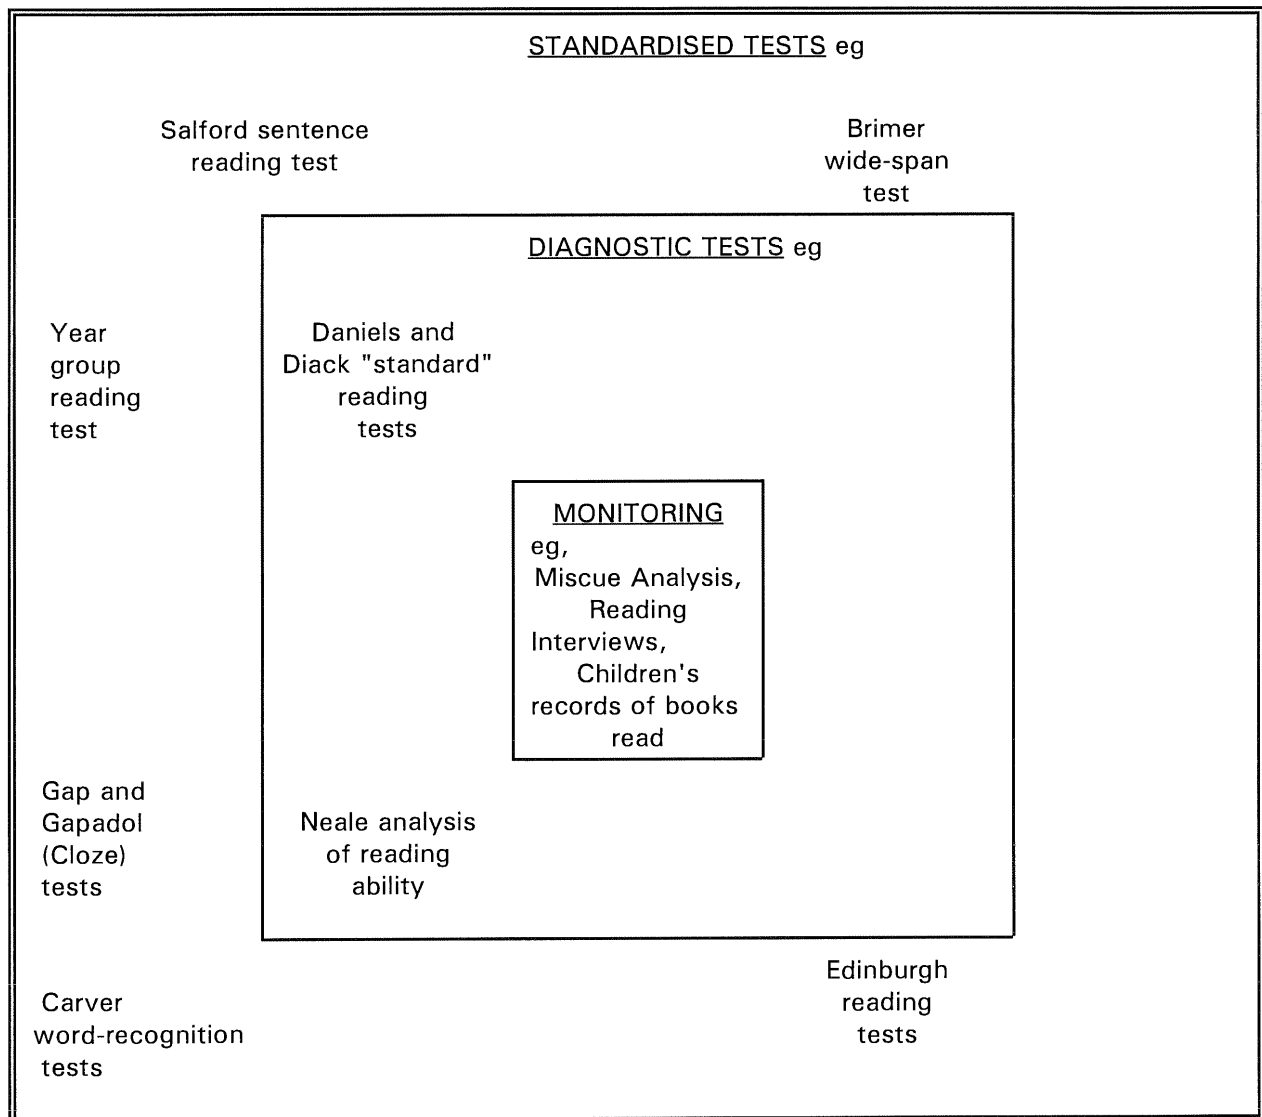 STANDARDISED TESTS eg
Salford sentence
reading test
Brimer
wide-span
test
DIAGNOSTIC TESTS eg
Year
group
reading
test
Daniels and
Diack "standard"
reading
tests
MONITORING
eg,
Miscue Analysis,
Reading
Interviews,
Children's
records of books
read
Gap and
Gapadol
(Cloze)
tests
Neale analysis
of reading
ability
Carver
word-recognition
tests
Edinburgh
reading
tests